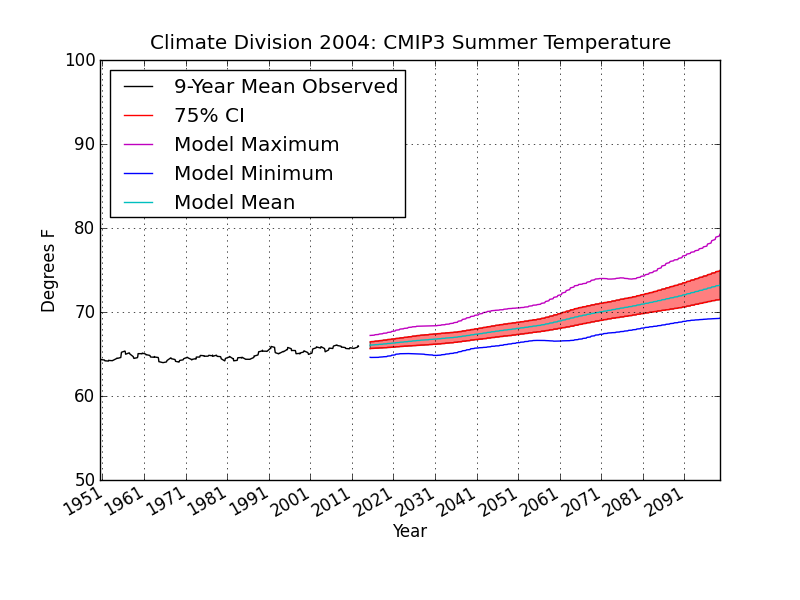 Climate Division 2004: CMIP3 Summer Temperature
100
90
80
70
60
50
Degrees F
9-Year Mean Observed
75% CI
Model Maximum
Model Minimum
Model Mean
1951
1961
1971
1981
1991
2001
2011
2021
2031
2041
2051
2061
2071
2081
2091
Year